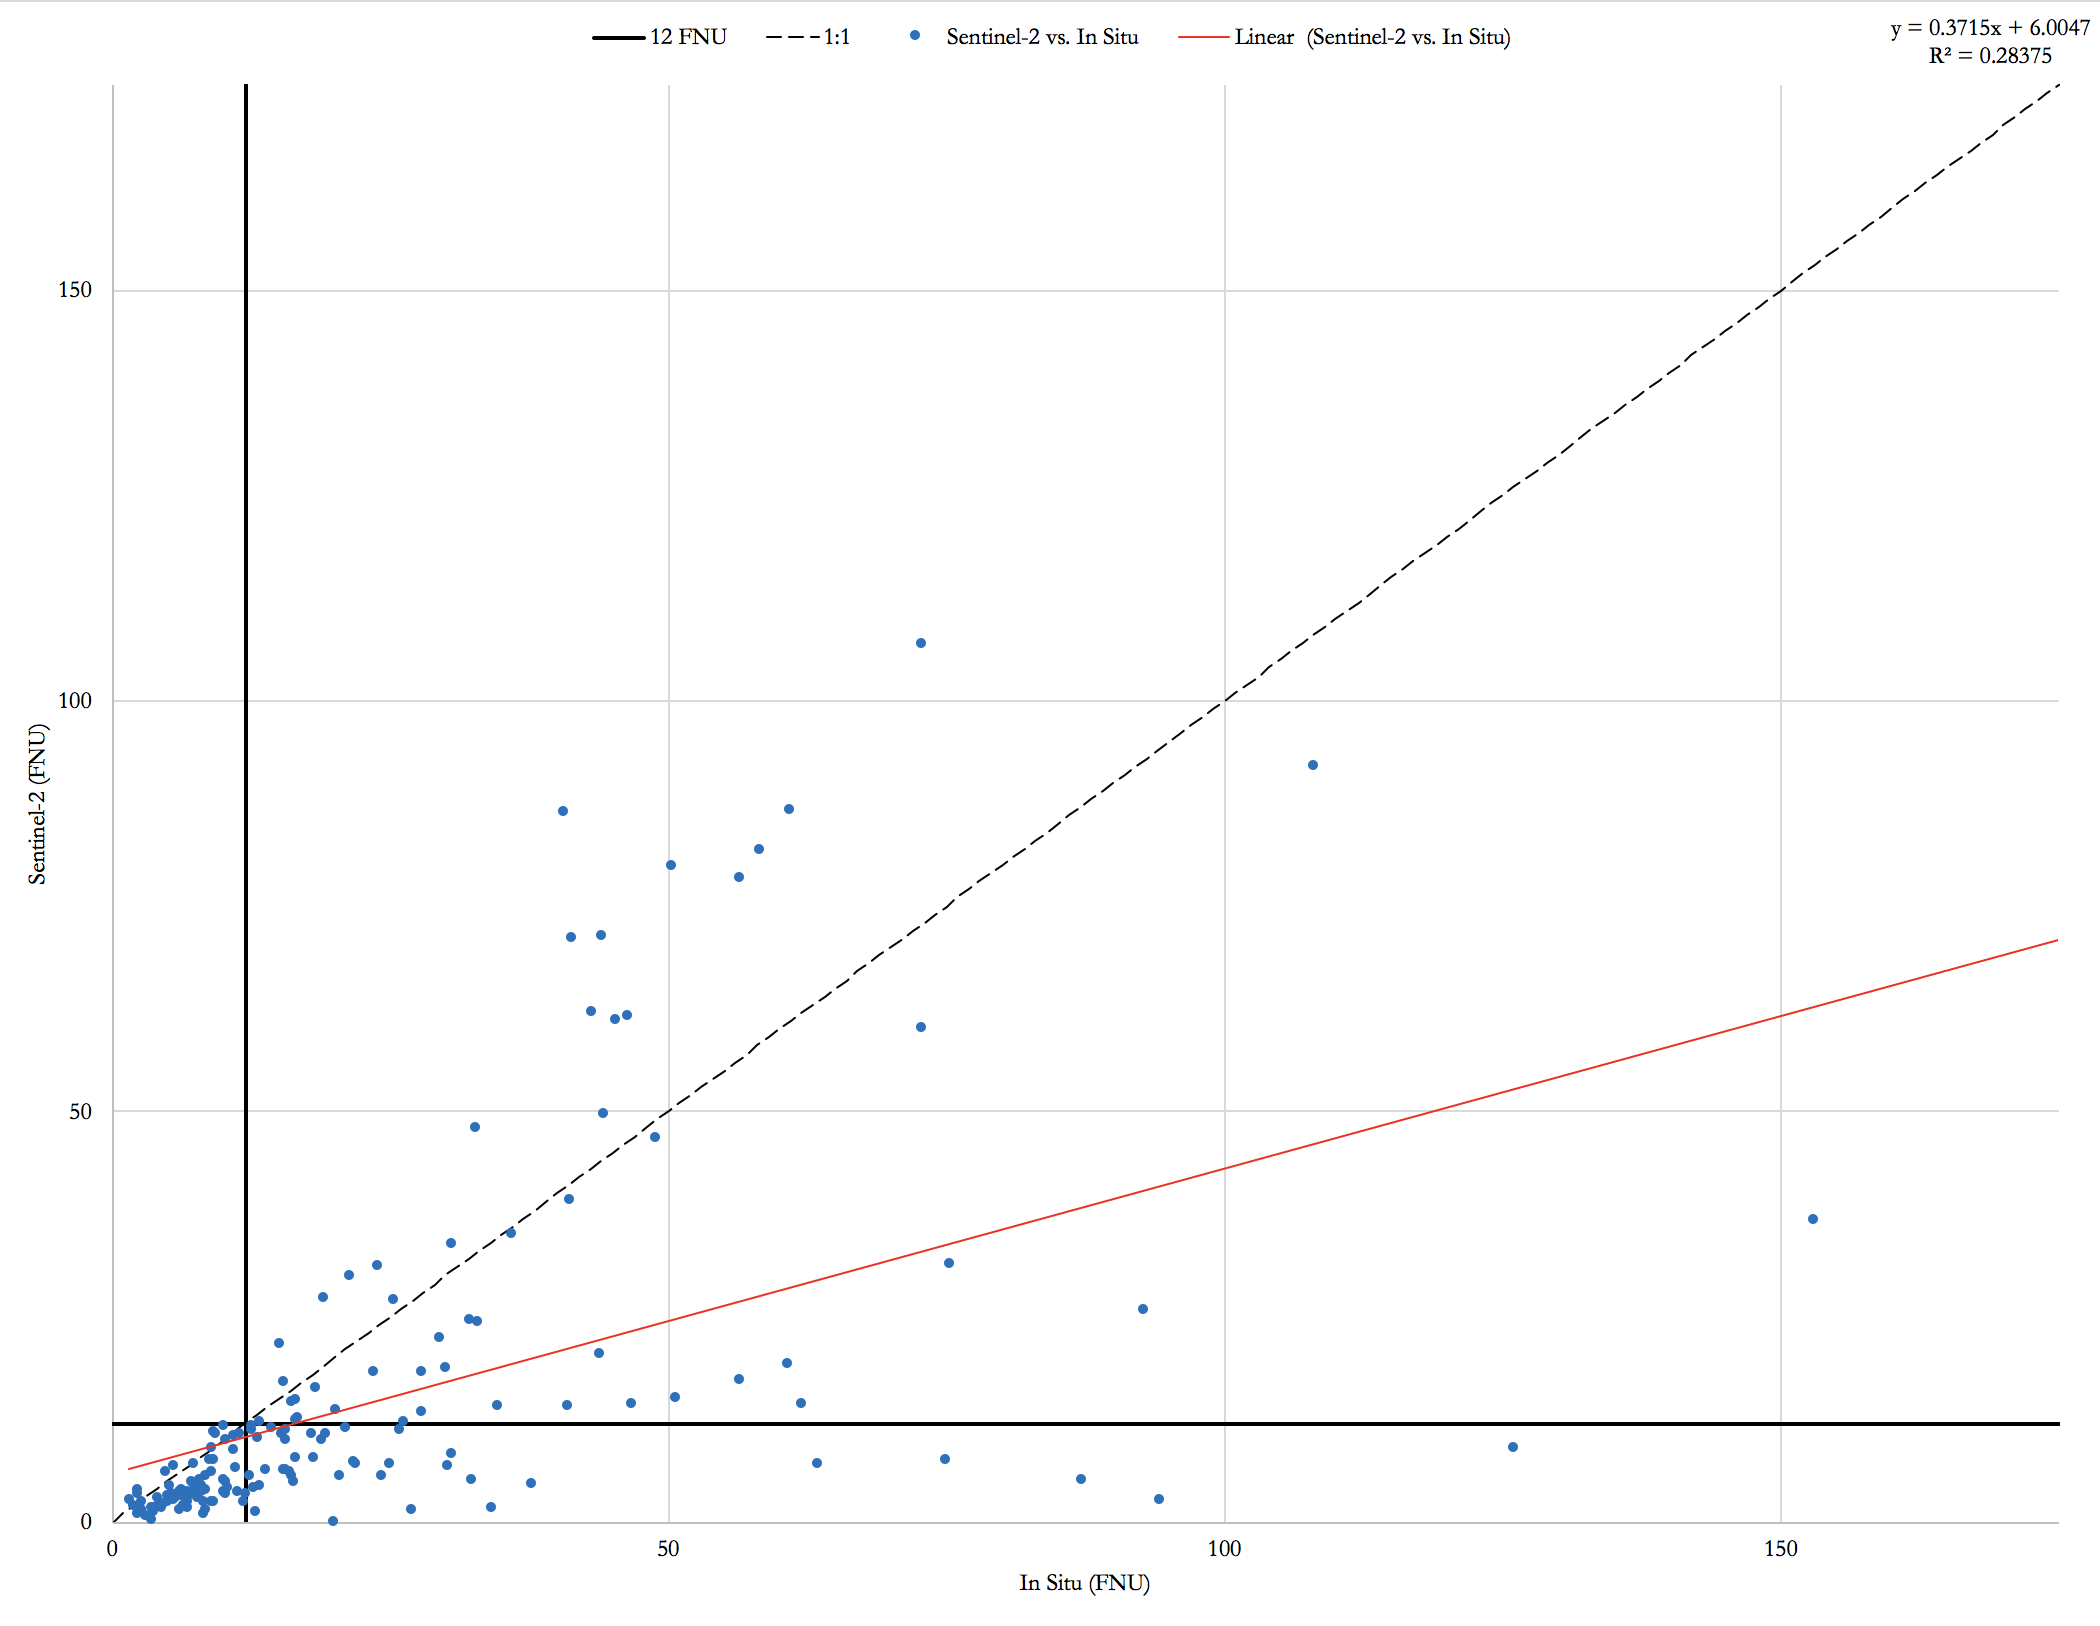 12 FNU
1:1
Sentinel-2 vs. In Situ
Linear (Sentinel-2 vs. In Situ)
y = 0.3715x + 6.0047
R² = 0.28375
150
100
50
0
Sentinel-2 (FNU)
0
50
100
150
In Situ (FNU)